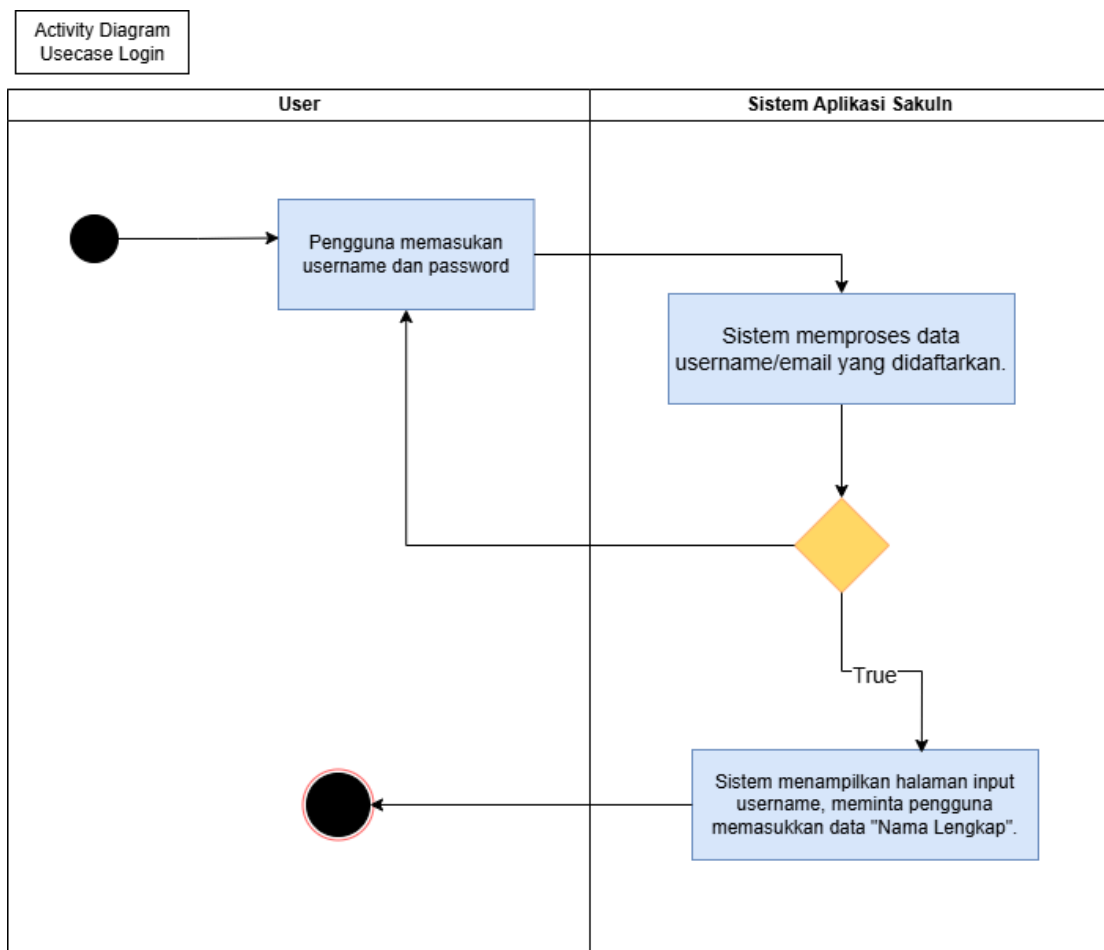 Activity Diagram
Usecase Login
User
Sistem Aplikasi SakuIn
Pengguna memasukan
username dan password
Sistem memproses data
username/email yang didaftarkan.
True
Sistem menampilkan halaman input
username, meminta pengguna
memasukkan data "Nama Lengkap".